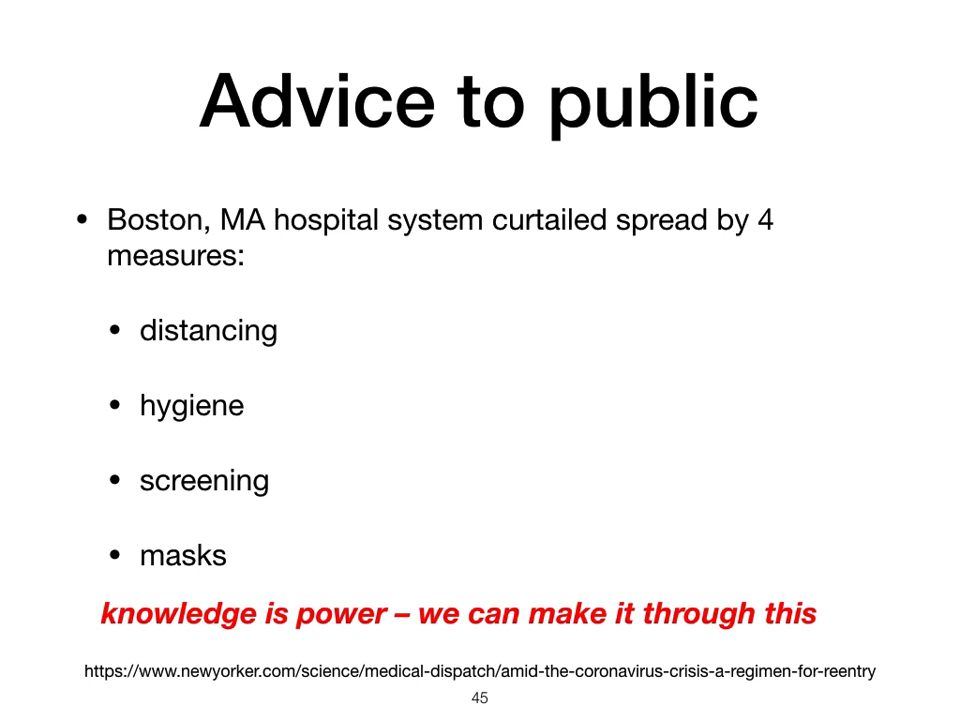 Advice to public
• Boston, MA hospital system curtailed spread by 4
measures:
• distancing
• hygiene
• screening
• masks
knowledge is power – we can make it through this
https://www.newyorker.com/science/medical-dispatch/amid-the-coronavirus-crisis-a-regimen-for-reentry
45